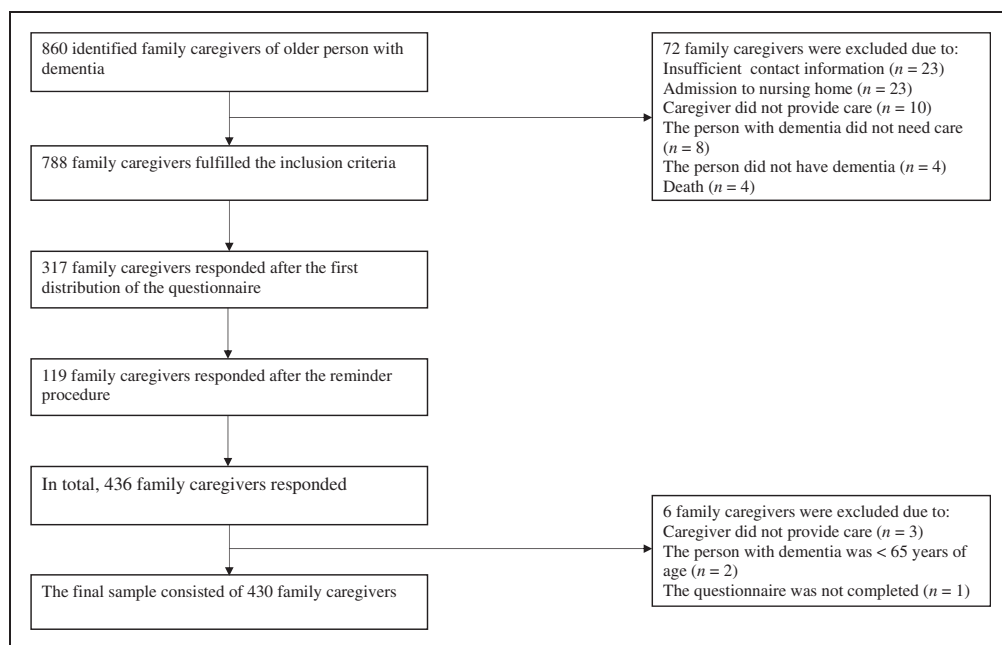 860 identified family caregivers of older person with
dementia
72 family caregivers were excluded due to:
Insufficient contact information (n = 23)
Admission to nursing home (n = 23)
Caregiver did not provide care (n = 10)
The person with dementia did not need care
(n = 8)
The person did not have dementia (n = 4)
Death (n = 4)
788 family caregivers fulfilled the inclusion criteria
317 family caregivers responded after the first
distribution of the questionnaire
119 family caregivers responded after the reminder
procedure
In total, 436 family caregivers responded
6 family caregivers were excluded due to:
Caregiver did not provide care (n = 3)
The person with dementia was < 65 years of
age (n = 2)
The questionnaire was not completed (n = 1)
The final sample consisted of 430 family caregivers